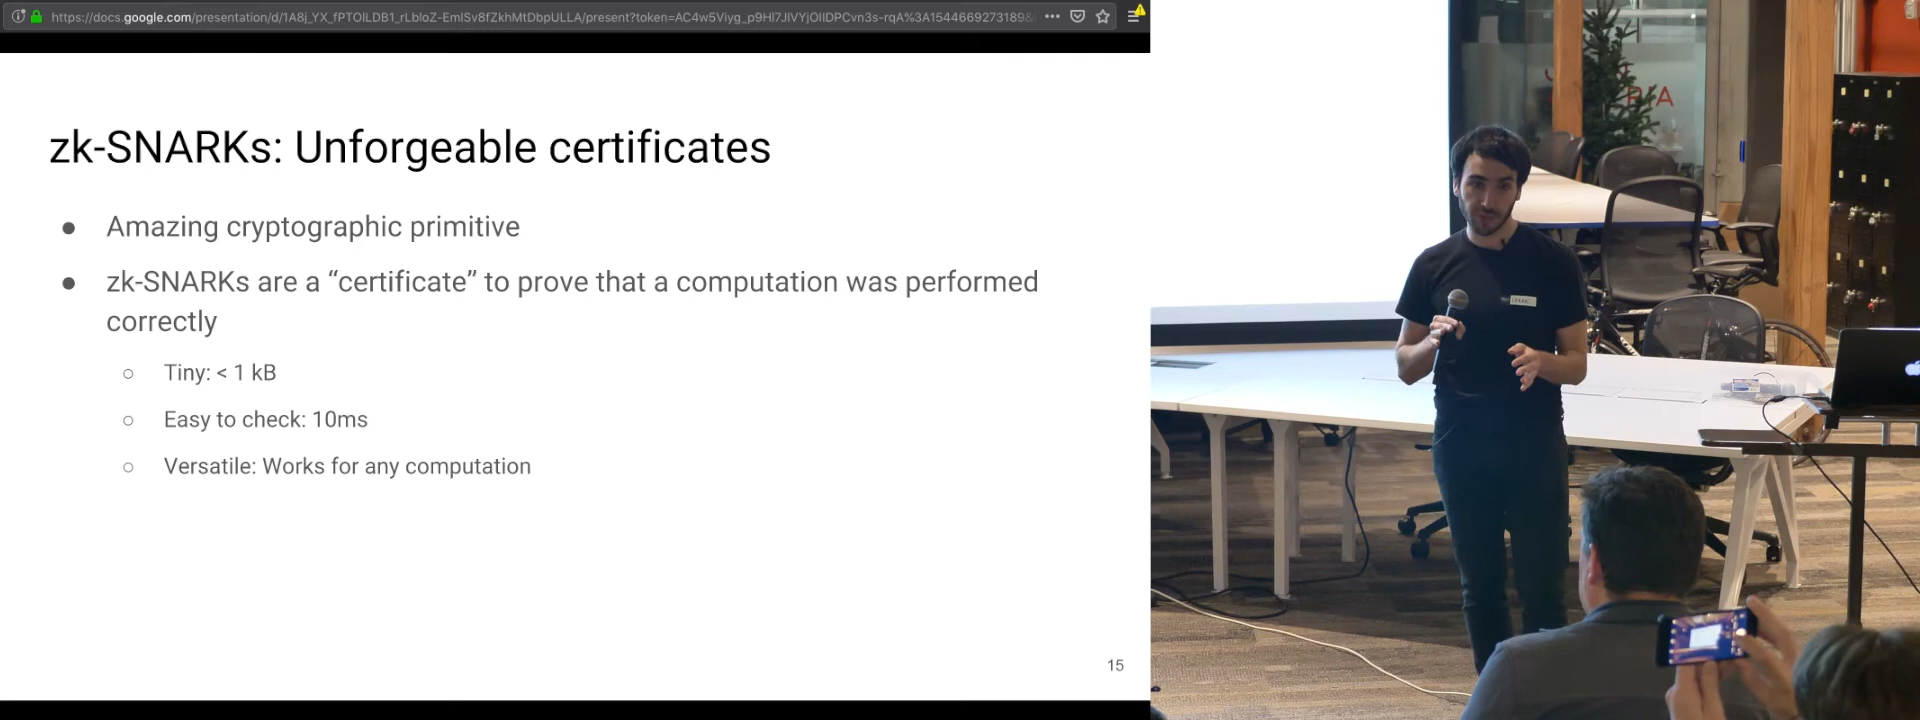 https://docs.google.com/presentation/d/1A8j_YX_fPTOILDB1_rLbloZ-EmISv8fZkhMtDbpULLA/present?token=AC4w5Viyg_p9Hl7JIVYjOIIDPCvn3s-rqA%3A1544669273189&
zk-SNARKs: Unforgeable certificates
● Amazing cryptographic primitive
● zk-SNARKs are a “certificate” to prove that a computation was performed
correctly
○ Tiny: < 1 kB
○ Easy to check: 10ms
○ Versatile: Works for any computation
15